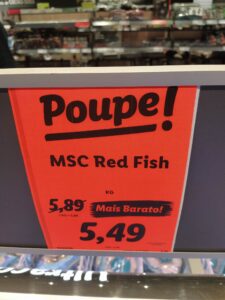 Poupe!
MSC Red Fish
KG
5,89 Mais Barato!
5,49